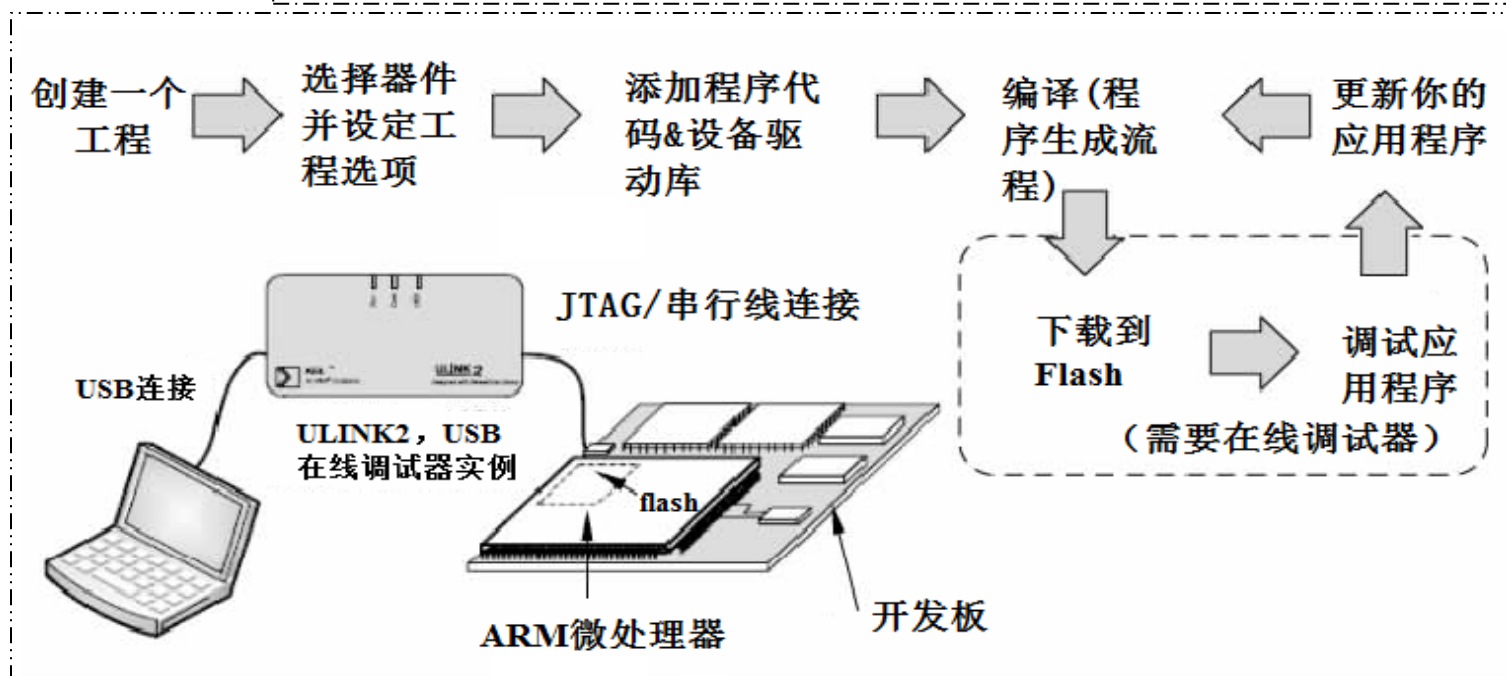 创建一个
工程
选择器件
并设定工
程选项
添加程序代
码&设备驱
动库
编译(程
序生成流
程)
更新你的
应用程序
下载到
Flash
调试应
用程序
（需要在线调试器）
JTAG/串行线连接
USB连接
ULINK2
ULINK2，USB
在线调试器实例
flash
ARM微处理器
开发板